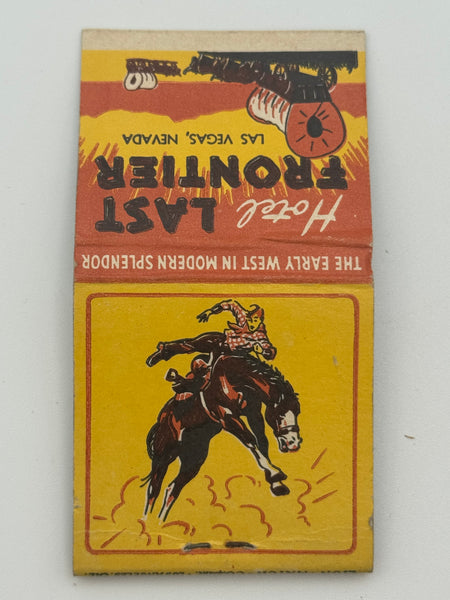 Hotel LAST
FRONTIER
LAS VEGAS, NEVADA
THE EARLY WEST IN MODERN SPLENDOR